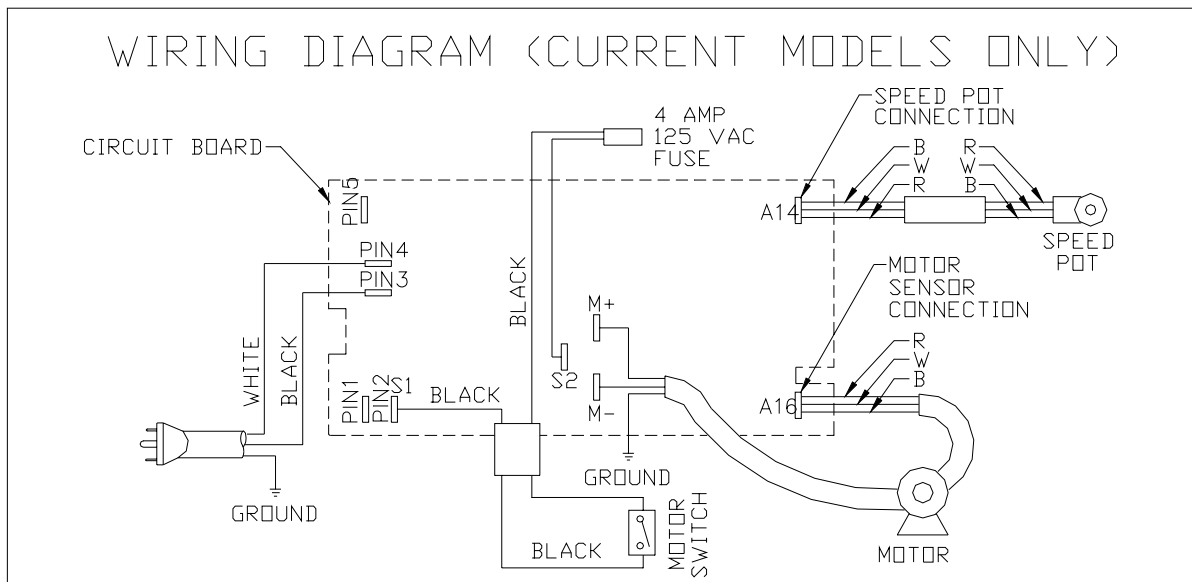 WIRING DIAGRAM (CURRENT MODELS ONLY)
CIRCUIT BOARD
4 AMP
125 VAC
FUSE
SPEED POT
CONNECTION
B
W
R
R
W
B
A14
SPEED
POT
PIN5
PIN4
PIN3
BLACK
MOTOR
SENSOR
CONNECTION
M+
S2
M-
R
W
B
A16
WHITE
BLACK
PIN1
PIN2
S1
BLACK
GROUND
GROUND
BLACK
MOTOR
SWITCH
MOTOR